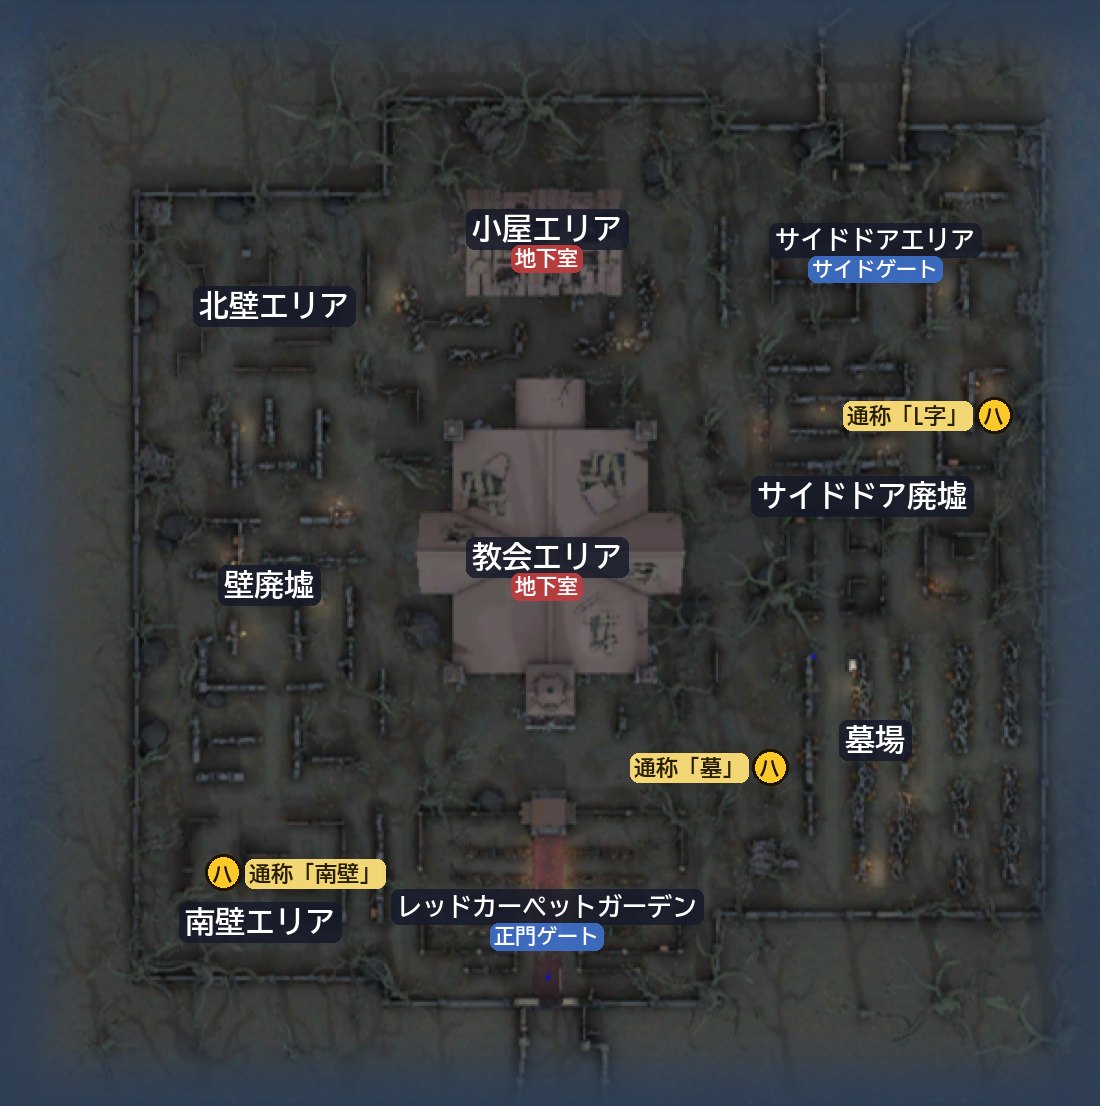 小屋エリア
地下室
サイドドアエリア
サイドゲート
北壁エリア
通称「L字」 ハ
サイドドア廃墟
教会エリア
地下室
壁廃墟
墓場
通称「墓」 ハ
ハ 通称「南壁」
南壁エリア
レッドカーペットガーデン
正門ゲート